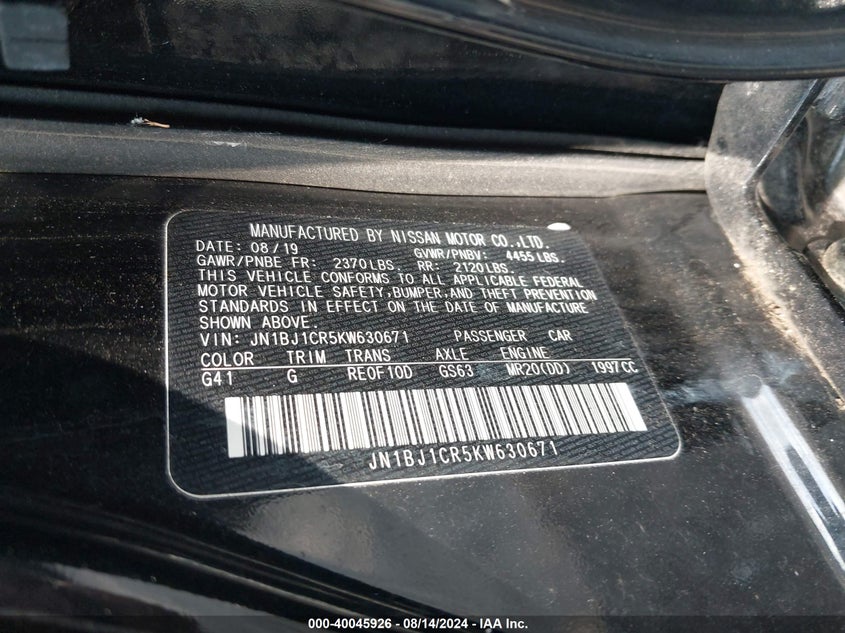 MANUFACTURED BY NISSAN MOTOR CO.,LTD.
DATE: 08/19 GVWR/PNBV: 4455 LBS.
GAWR/PNBE FR: 2370 LBS. RR: 2120 LBS.
THIS VEHICLE CONFORMS TO ALL APPLICABLE FEDERAL
MOTOR VEHICLE SAFETY, BUMPER, AND THEFT PREVENTION
STANDARDS IN EFFECT ON THE DATE OF MANUFACTURE
SHOWN ABOVE.
VIN: JN1BJ1CR5KW630671 PASSENGER CAR
COLOR TRIM TRANS AXLE ENGINE
G41 G RE0F10D GS63 MR20(DD) 1997CC
JN1BJ1CR5KW630671
000-40045926 - 08/14/2024 - IAA Inc.